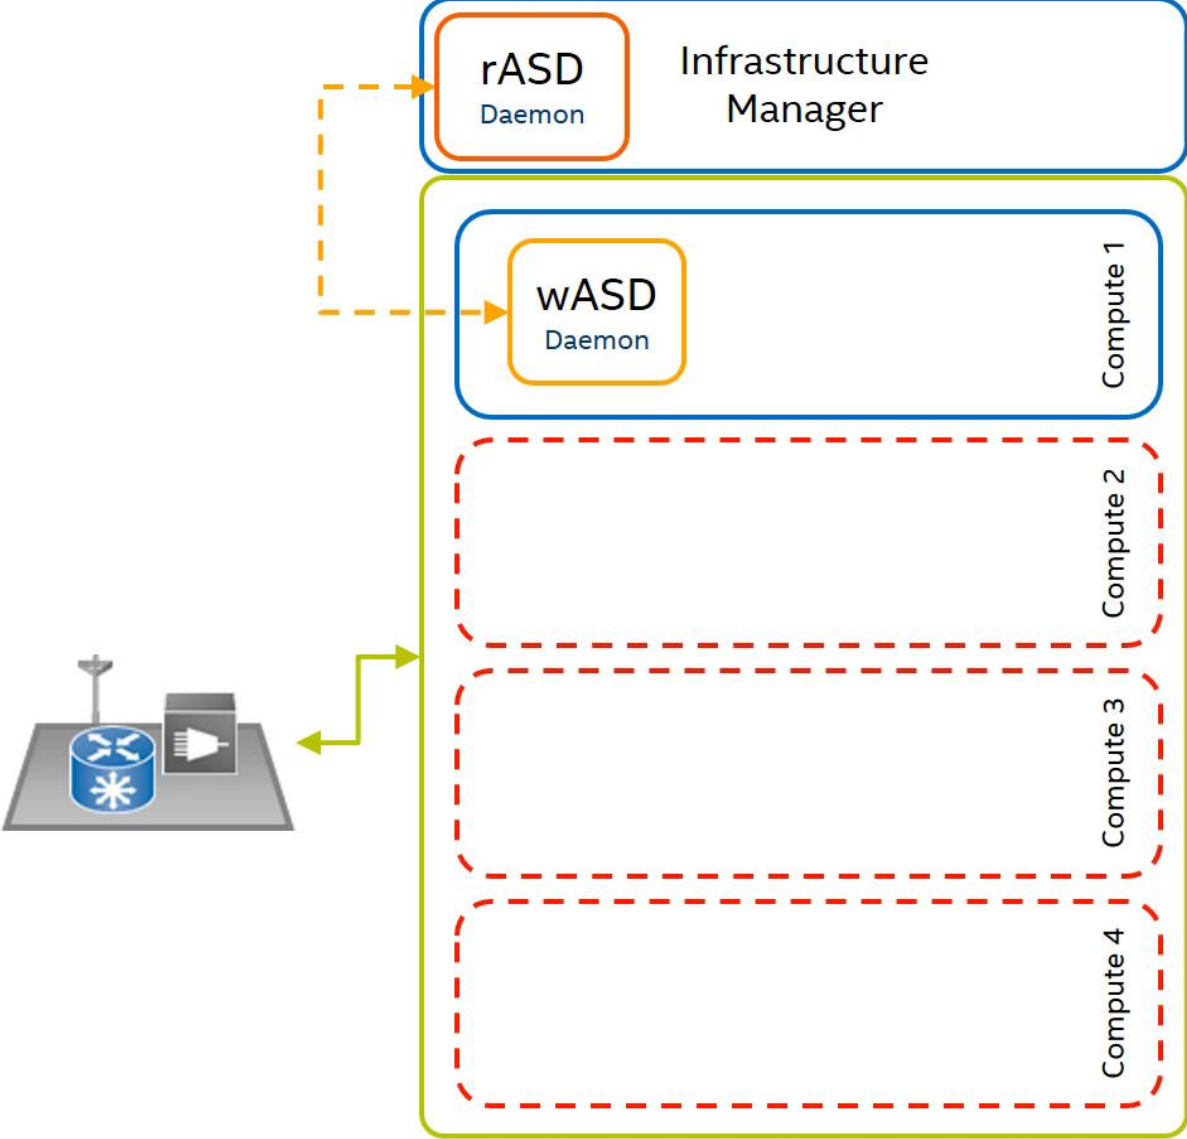 rASD
Daemon
Infrastructure
Manager
wASD
Daemon
Compute 1
Compute 2
Compute 3
Compute 4